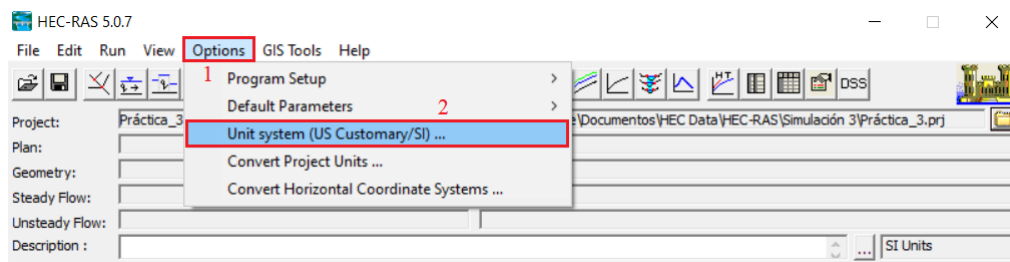 HEC-RAS 5.0.7
File Edit Run View Options GIS Tools Help
1 Program Setup
HT DSS
Default Parameters
2
Project: Práctica_3 \Documentos\HEC Data\HEC-RAS\Simulación 3\Práctica_3.prj
Unit system (US Customary/SI) ...
Plan:
Convert Project Units ...
Geometry:
Convert Horizontal Coordinate Systems ...
Steady Flow:
Unsteady Flow:
Description : ... SI Units